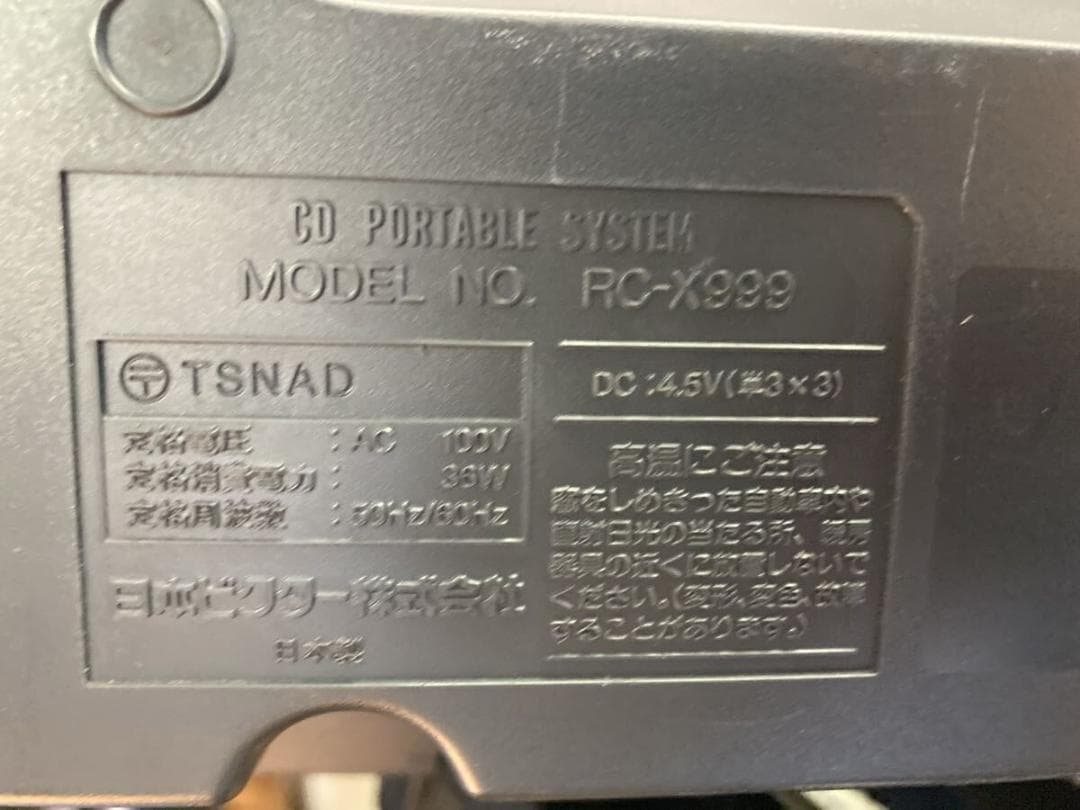 CD PORTABLE SYSTEM
MODEL NO. RC-X999
〒 TSNAD
定格電圧 : AC 100V
定格消費電力 : 36W
定格周波数 : 50Hz/60Hz
日本ビクター株式会社
日本製
DC :4.5V(単3×3)
高温にご注意
窓をしめきった自動車内や
直射日光の当たる所、暖房
器具の近くに放置しないで
ください。(変形、変色、故障
することがあります。)